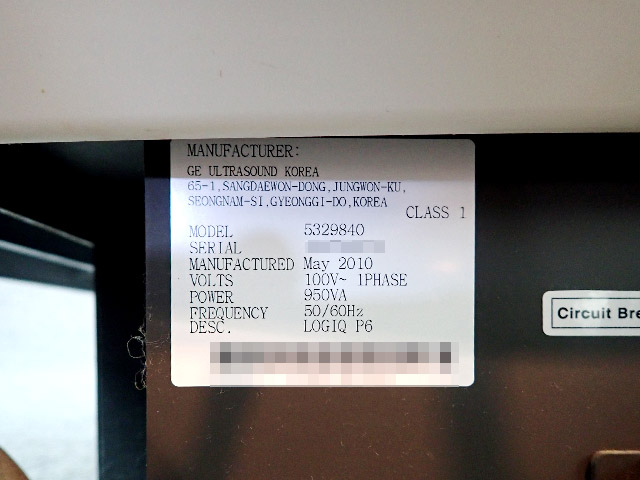 MANUFACTURER:
GE ULTRASOUND KOREA
65-1,SANGDAEWON-DONG,JUNGWON-KU,
SEONGNAM-SI,GYEONGGI-DO,KOREA
CLASS 1
MODEL 5329840
SERIAL
MANUFACTURED May 2010
VOLTS 100V~ 1PHASE
POWER 950VA
FREQUENCY 50/60Hz
DESC. LOGIQ P6
Circuit Bre